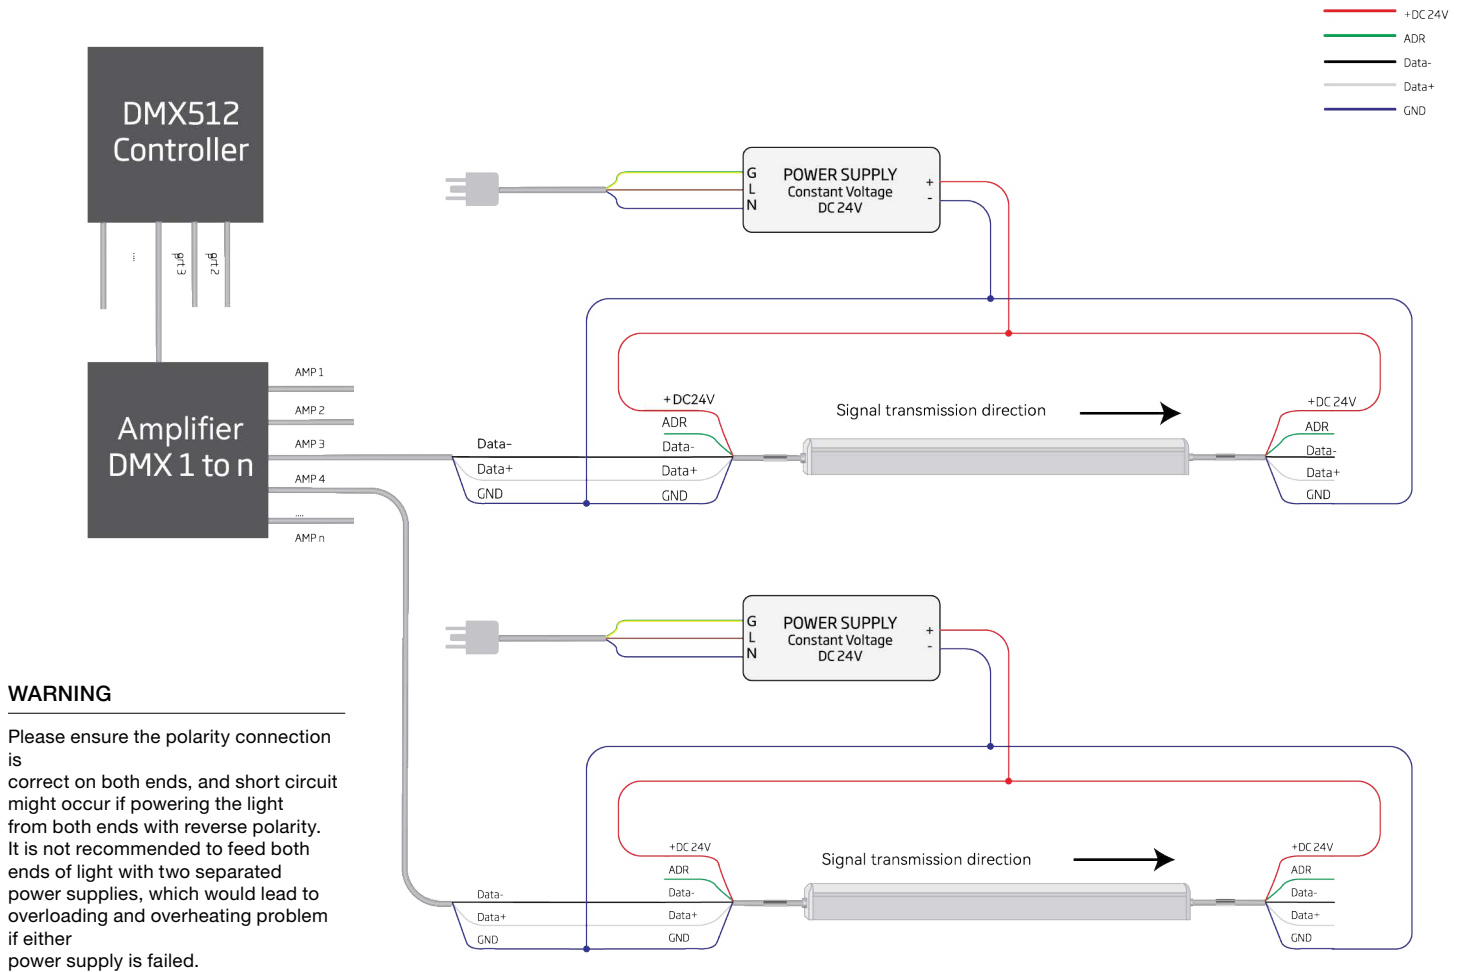 +DC 24V
ADR
Data-
Data+
GND
DMX512
Controller
....
port 3
port 2
G
L
N
POWER SUPPLY
Constant Voltage
DC 24V
+
-
Amplifier
DMX 1 to n
AMP 1
AMP 2
AMP 3
AMP 4
....
AMP n
Data-
Data+
GND
+DC24V
ADR
Data-
Data+
GND
Signal transmission direction
+DC 24V
ADR
Data-
Data+
GND
G
L
N
POWER SUPPLY
Constant Voltage
DC 24V
+
-
Data-
Data+
GND
+DC 24V
ADR
Data-
Data+
GND
Signal transmission direction
+DC 24V
ADR
Data-
Data+
GND
WARNING
Please ensure the polarity connection
is
correct on both ends, and short circuit
might occur if powering the light
from both ends with reverse polarity.
It is not recommended to feed both
ends of light with two separated
power supplies, which would lead to
overloading and overheating problem
if either
power supply is failed.